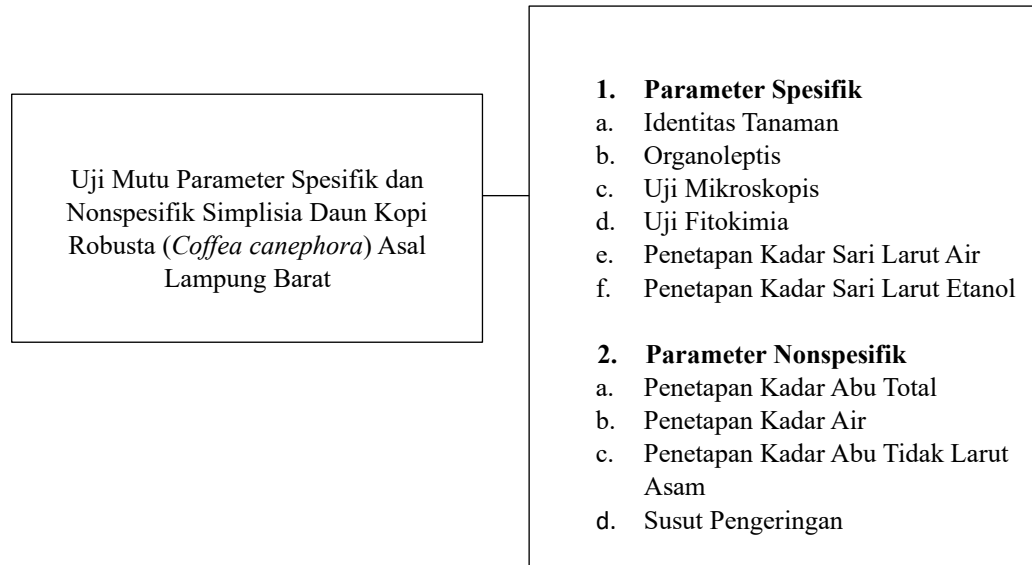 Uji Mutu Parameter Spesifik dan
Nonspesifik Simplisia Daun Kopi
Robusta (Coffea canephora) Asal
Lampung Barat
1. Parameter Spesifik
a. Identitas Tanaman
b. Organoleptis
c. Uji Mikroskopis
d. Uji Fitokimia
e. Penetapan Kadar Sari Larut Air
f. Penetapan Kadar Sari Larut Etanol
2. Parameter Nonspesifik
a. Penetapan Kadar Abu Total
b. Penetapan Kadar Air
c. Penetapan Kadar Abu Tidak Larut
Asam
d. Susut Pengeringan